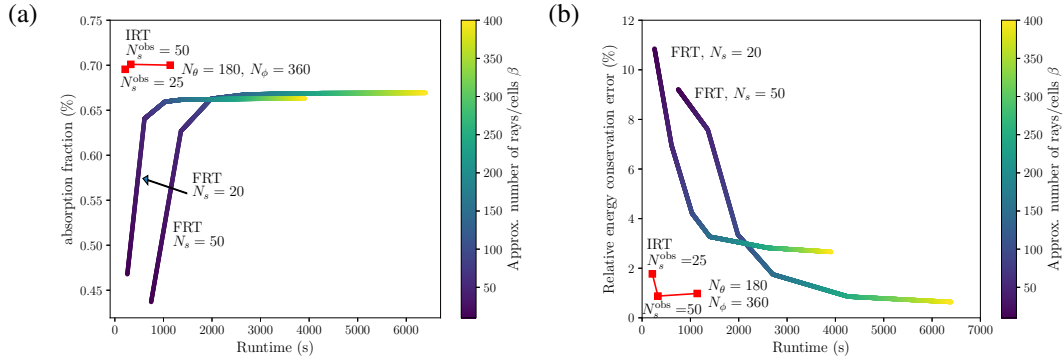 (a)
absorption fraction (%)
0.75
0.70
0.65
0.60
0.55
0.50
0.45
IRT
N_s^obs = 50
N_θ = 180, N_ϕ = 360
N_s^obs = 25
FRT
N_s = 20
FRT
N_s = 50
0 1000 2000 3000 4000 5000 6000
Runtime (s)
400
350
300
250
200
150
100
50
Approx. number of rays/cells β
(b)
Relative energy conservation error (%)
12
10
8
6
4
2
0
FRT, N_s = 20
FRT, N_s = 50
IRT
N_s^obs =25
N_θ = 180
N_ϕ = 360
N_s^obs =50
0 1000 2000 3000 4000 5000 6000 7000
Runtime (s)
400
350
300
250
200
150
100
50
Approx. number of rays/cells β